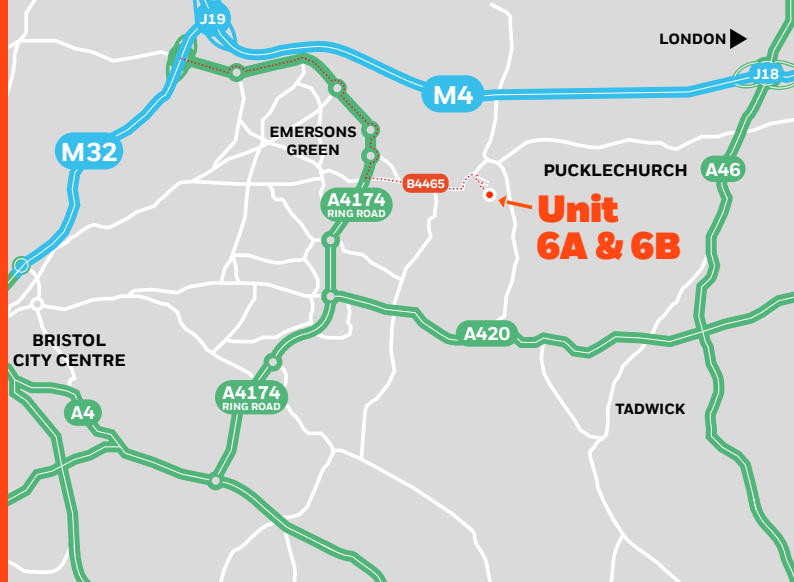 J19
LONDON
J18
M4
M32
EMERSONS
GREEN
PUCKLECHURCH
A46
B4465
A4174
RING ROAD
Unit
6A & 6B
A420
BRISTOL
CITY CENTRE
A4174
RING ROAD
A4
TADWICK